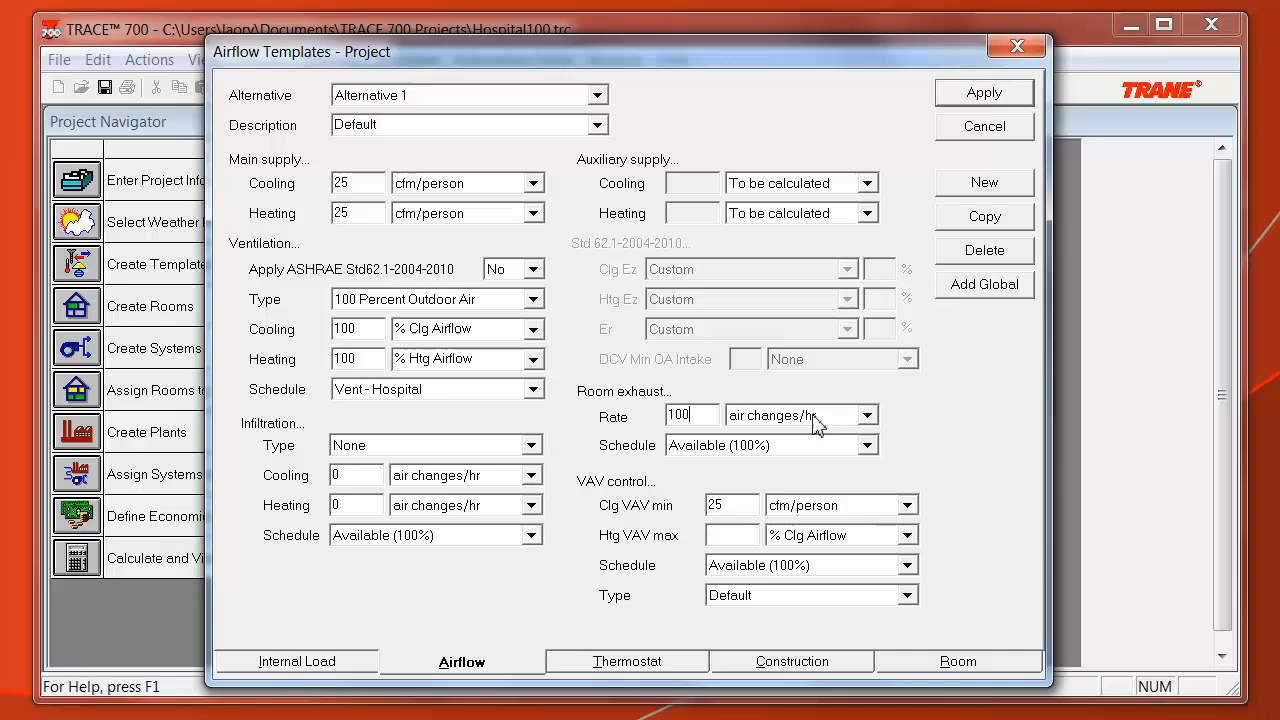 TRACE™ 700 - C:\Users\laory\Documents\TRACE 700 Projects\Hospital100.trc
File Edit Actions
TRANE®
Project Navigator
Enter Project Info
Select Weather
Create Template
Create Rooms
Create Systems
Assign Rooms to
Create Plants
Assign Systems
Define Economi
Calculate and Vi
For Help, press F1
NUM
Airflow Templates - Project
Alternative Alternative 1
Description Default
Main supply...
Cooling 25 cfm/person
Heating 25 cfm/person
Ventilation...
Apply ASHRAE Std62.1-2004-2010 No
Type 100 Percent Outdoor Air
Cooling 100 % Clg Airflow
Heating 100 % Htg Airflow
Schedule Vent - Hospital
Infiltration...
Type None
Cooling 0 air changes/hr
Heating 0 air changes/hr
Schedule Available (100%)
Auxiliary supply...
Cooling To be calculated
Heating To be calculated
Std 62.1-2004-2010...
Clg Ez Custom %
Htg Ez Custom %
Er Custom %
DCV Min OA Intake None
Room exhaust...
Rate 100 air changes/hr
Schedule Available (100%)
VAV control...
Clg VAV min 25 cfm/person
Htg VAV max % Clg Airflow
Schedule Available (100%)
Type Default
Apply
Cancel
New
Copy
Delete
Add Global
Internal Load Airflow Thermostat Construction Room